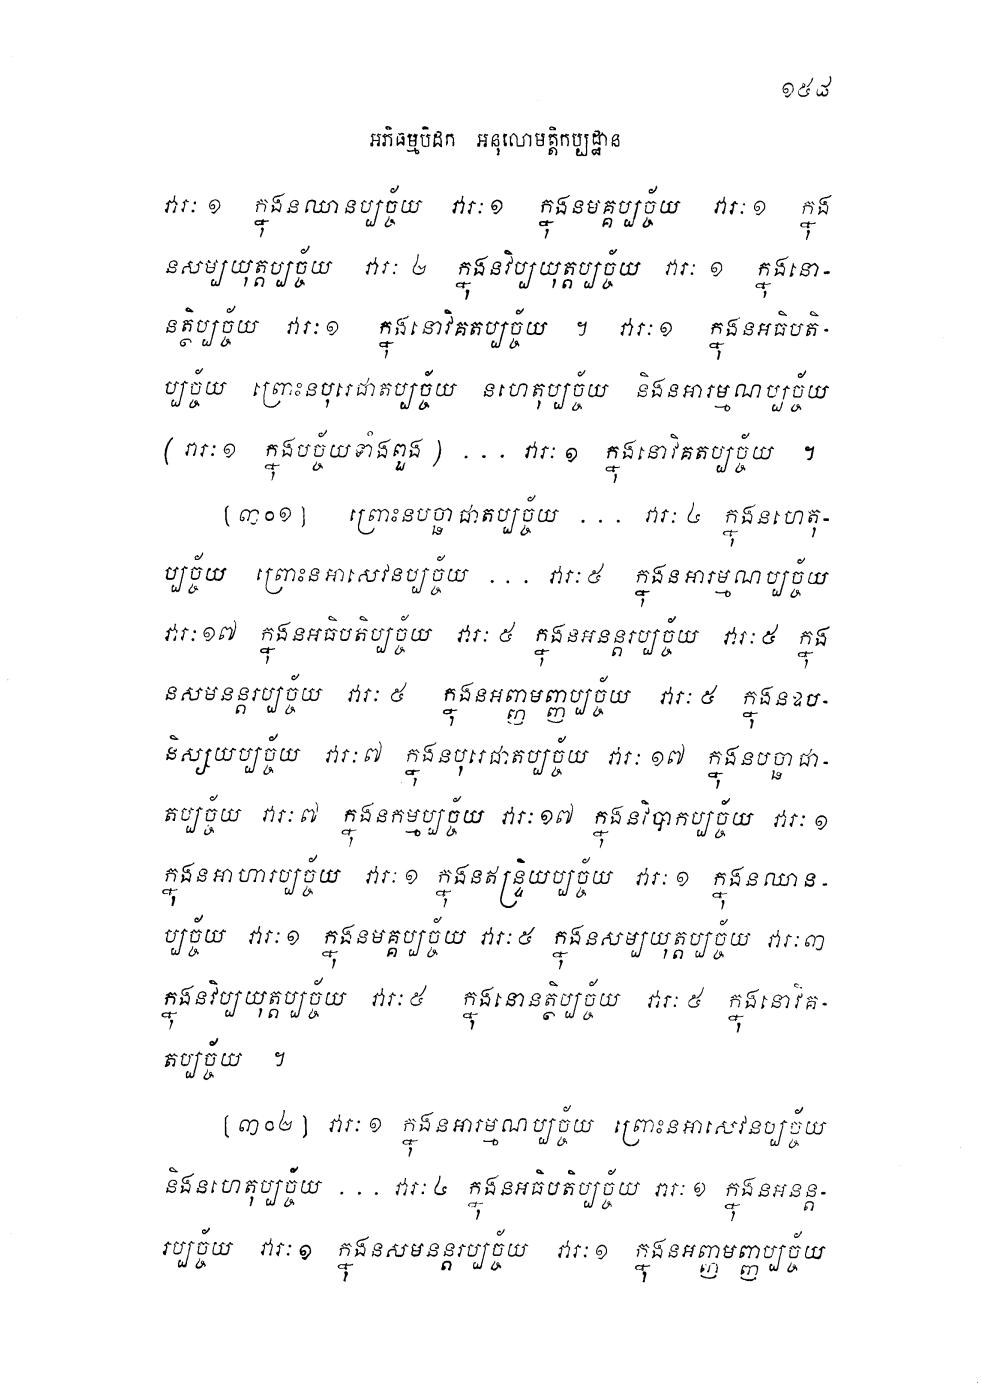 ១៥៨
អភិធម្មបិដក អនុលោមត្តិកប្បដ្ឋាន
វារៈ ១ ក្នុងនឈានប្បច្ច័យ វារៈ ១ ក្នុងនមគ្គប្បច្ច័យ វារៈ ១ ក្នុង
នសម្បយុត្តប្បច្ច័យ វារៈ ២ ក្នុងនវិប្បយុត្តប្បច្ច័យ វារៈ ១ ក្នុងនោ-
នត្ថិប្បច្ច័យ វារៈ ១ ក្នុងនោវិគតប្បច្ច័យ ។ វារៈ ១ ក្នុងនអធិបតិ-
ប្បច្ច័យ ព្រោះនបុរេជាតប្បច្ច័យ នហេតុប្បច្ច័យ និងនអារម្មណប្បច្ច័យ
( វារៈ ១ ក្នុងបច្ច័យទាំងពួង ) ... វារៈ ១ ក្នុងនោវិគតប្បច្ច័យ ។
[៣០១] ព្រោះនបច្ឆាជាតប្បច្ច័យ ... វារៈ ៤ ក្នុងនហេតុ-
ប្បច្ច័យ ព្រោះនអាសេវនប្បច្ច័យ ... វារៈ ៥ ក្នុងនអារម្មណប្បច្ច័យ
វារៈ ១៧ ក្នុងនអធិបតិប្បច្ច័យ វារៈ ៥ ក្នុងនអនន្តរប្បច្ច័យ វារៈ ៥ ក្នុង
នសមនន្តរប្បច្ច័យ វារៈ ៥ ក្នុងនអញ្ញាមញ្ញប្បច្ច័យ វារៈ ៥ ក្នុងនឧប-
និស្សយប្បច្ច័យ វារៈ ៧ ក្នុងនបុរេជាតប្បច្ច័យ វារៈ ១៧ ក្នុងនបច្ឆាជា-
តប្បច្ច័យ វារៈ ៧ ក្នុងនកម្មប្បច្ច័យ វារៈ ១៧ ក្នុងនវិបាកប្បច្ច័យ វារៈ ១
ក្នុងនអាហារប្បច្ច័យ វារៈ ១ ក្នុងនឥន្ទ្រិយប្បច្ច័យ វារៈ ១ ក្នុងនឈាន-
ប្បច្ច័យ វារៈ ១ ក្នុងនមគ្គប្បច្ច័យ វារៈ ៥ ក្នុងនសម្បយុត្តប្បច្ច័យ វារៈ ៣
ក្នុងនវិប្បយុត្តប្បច្ច័យ វារៈ ៥ ក្នុងនោនត្ថិប្បច្ច័យ វារៈ ៥ ក្នុងនោវិគ-
តប្បច្ច័យ ។
[៣០២] វារៈ ១ ក្នុងនអារម្មណប្បច្ច័យ ព្រោះនអាសេវនប្បច្ច័យ
និងនហេតុប្បច្ច័យ ... វារៈ ៤ ក្នុងនអធិបតិប្បច្ច័យ វារៈ ១ ក្នុងនអនន្ត-
រប្បច្ច័យ វារៈ ១ ក្នុងនសមនន្តរប្បច្ច័យ វារៈ ១ ក្នុងនអញ្ញាមញ្ញប្បច្ច័យ